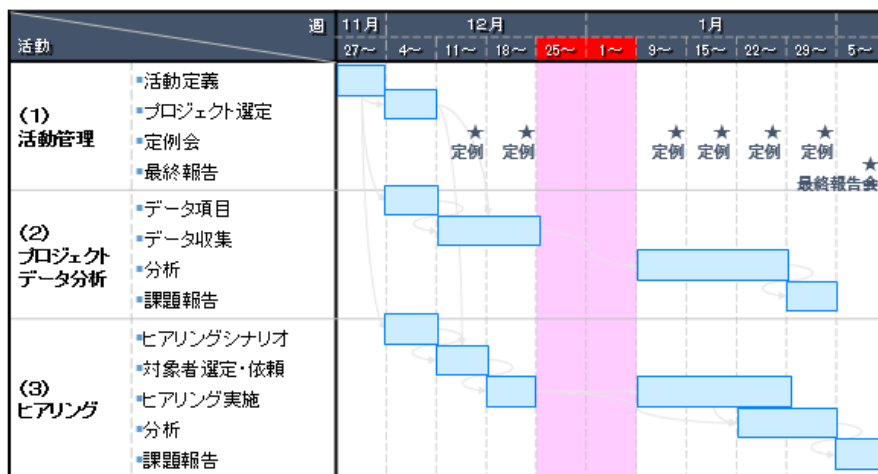 週 11月 12月 1月
活動 27～ 4～ 11～ 18～ 25～ 1～ 9～ 15～ 22～ 29～ 5～
(1)
活動管理
▪活動定義
▪プロジェクト選定
▪定例会
▪最終報告
★ ★ ★ ★ ★ ★
定例 定例 定例 定例 定例 定例
★
最終報告会
(2)
プロジェクト
データ分析
▪データ項目
▪データ収集
▪分析
▪課題報告
(3)
ヒアリング
▪ヒアリングシナリオ
▪対象者選定・依頼
▪ヒアリング実施
▪分析
▪課題報告